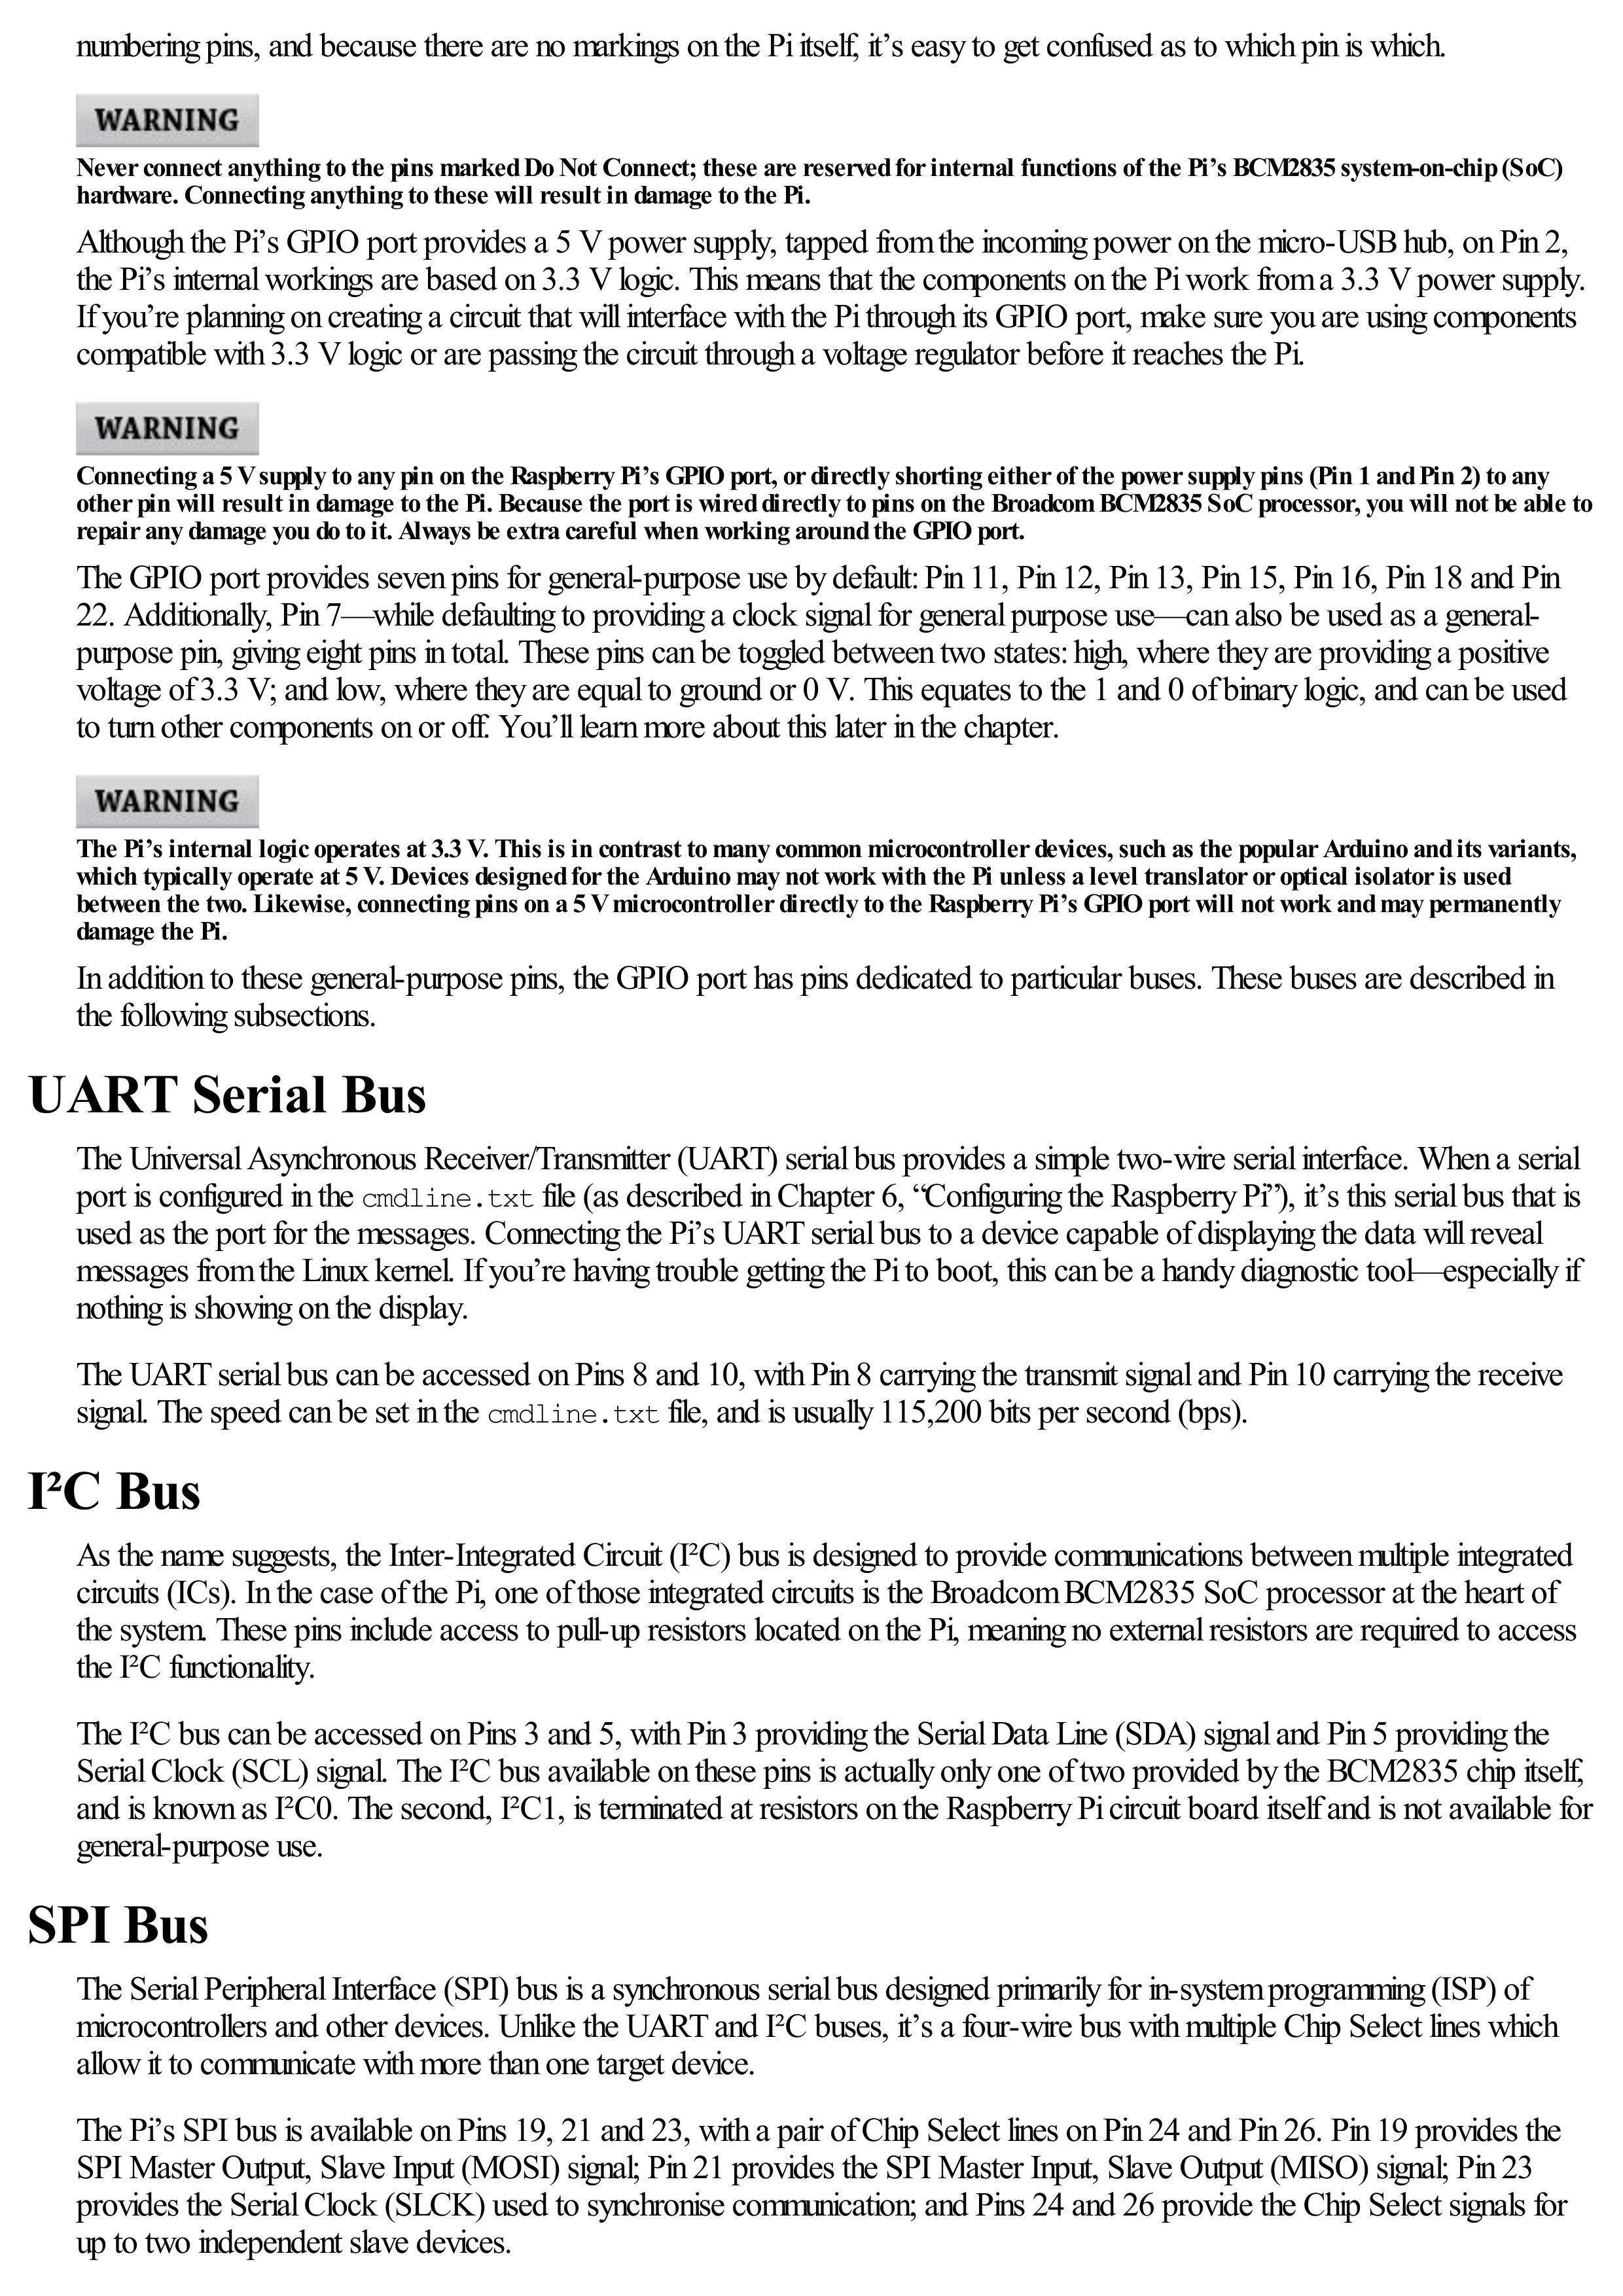 numbering pins, and because there are no markings on the Pi itself, it’s easy to get confused as to which pin is which.
WARNING
Never connect anything to the pins marked Do Not Connect; these are reserved for internal functions of the Pi’s BCM2835 system-on-chip (SoC)
hardware. Connecting anything to these will result in damage to the Pi.
Although the Pi’s GPIO port provides a 5 V power supply, tapped from the incoming power on the micro-USB hub, on Pin 2,
the Pi’s internal workings are based on 3.3 V logic. This means that the components on the Pi work from a 3.3 V power supply.
If you’re planning on creating a circuit that will interface with the Pi through its GPIO port, make sure you are using components
compatible with 3.3 V logic or are passing the circuit through a voltage regulator before it reaches the Pi.
WARNING
Connecting a 5 V supply to any pin on the Raspberry Pi’s GPIO port, or directly shorting either of the power supply pins (Pin 1 and Pin 2) to any
other pin will result in damage to the Pi. Because the port is wired directly to pins on the Broadcom BCM2835 SoC processor, you will not be able to
repair any damage you do to it. Always be extra careful when working around the GPIO port.
The GPIO port provides seven pins for general-purpose use by default: Pin 11, Pin 12, Pin 13, Pin 15, Pin 16, Pin 18 and Pin
22. Additionally, Pin 7—while defaulting to providing a clock signal for general purpose use—can also be used as a general-
purpose pin, giving eight pins in total. These pins can be toggled between two states: high, where they are providing a positive
voltage of 3.3 V; and low, where they are equal to ground or 0 V. This equates to the 1 and 0 of binary logic, and can be used
to turn other components on or off. You’ll learn more about this later in the chapter.
WARNING
The Pi’s internal logic operates at 3.3 V. This is in contrast to many common microcontroller devices, such as the popular Arduino and its variants,
which typically operate at 5 V. Devices designed for the Arduino may not work with the Pi unless a level translator or optical isolator is used
between the two. Likewise, connecting pins on a 5 V microcontroller directly to the Raspberry Pi’s GPIO port will not work and may permanently
damage the Pi.
In addition to these general-purpose pins, the GPIO port has pins dedicated to particular buses. These buses are described in
the following subsections.
UART Serial Bus
The Universal Asynchronous Receiver/Transmitter (UART) serial bus provides a simple two-wire serial interface. When a serial
port is configured in the cmdline.txt file (as described in Chapter 6, “Configuring the Raspberry Pi”), it’s this serial bus that is
used as the port for the messages. Connecting the Pi’s UART serial bus to a device capable of displaying the data will reveal
messages from the Linux kernel. If you’re having trouble getting the Pi to boot, this can be a handy diagnostic tool—especially if
nothing is showing on the display.
The UART serial bus can be accessed on Pins 8 and 10, with Pin 8 carrying the transmit signal and Pin 10 carrying the receive
signal. The speed can be set in the cmdline.txt file, and is usually 115,200 bits per second (bps).
I²C Bus
As the name suggests, the Inter-Integrated Circuit (I²C) bus is designed to provide communications between multiple integrated
circuits (ICs). In the case of the Pi, one of those integrated circuits is the Broadcom BCM2835 SoC processor at the heart of
the system. These pins include access to pull-up resistors located on the Pi, meaning no external resistors are required to access
the I²C functionality.
The I²C bus can be accessed on Pins 3 and 5, with Pin 3 providing the Serial Data Line (SDA) signal and Pin 5 providing the
Serial Clock (SCL) signal. The I²C bus available on these pins is actually only one of two provided by the BCM2835 chip itself,
and is known as I²C0. The second, I²C1, is terminated at resistors on the Raspberry Pi circuit board itself and is not available for
general-purpose use.
SPI Bus
The Serial Peripheral Interface (SPI) bus is a synchronous serial bus designed primarily for in-system programming (ISP) of
microcontrollers and other devices. Unlike the UART and I²C buses, it’s a four-wire bus with multiple Chip Select lines which
allow it to communicate with more than one target device.
The Pi’s SPI bus is available on Pins 19, 21 and 23, with a pair of Chip Select lines on Pin 24 and Pin 26. Pin 19 provides the
SPI Master Output, Slave Input (MOSI) signal; Pin 21 provides the SPI Master Input, Slave Output (MISO) signal; Pin 23
provides the Serial Clock (SLCK) used to synchronise communication; and Pins 24 and 26 provide the Chip Select signals for
up to two independent slave devices.